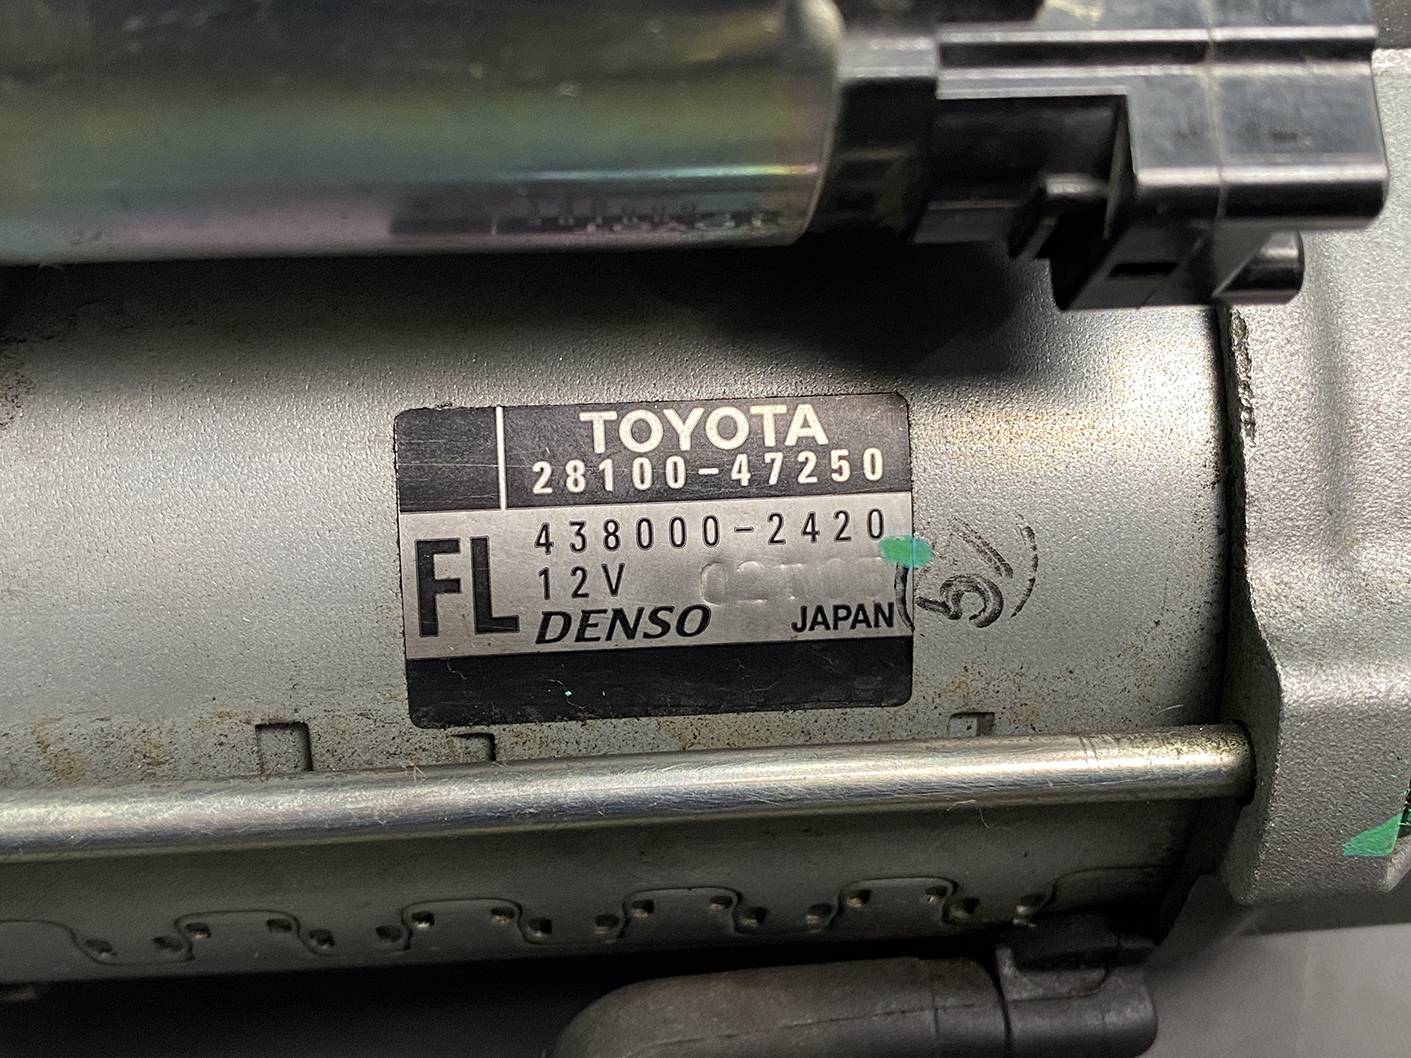 TOYOTA
28100-47250
FL
438000-2420
12V
DENSO JAPAN